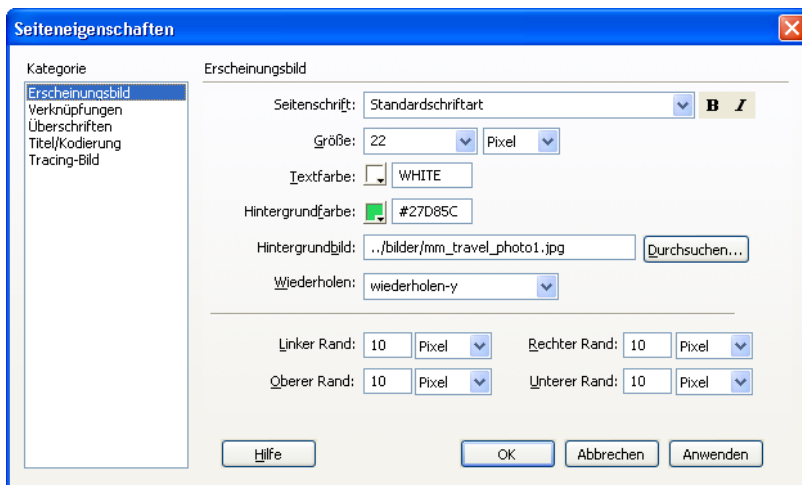 Seiteneigenschaften
Kategorie
Erscheinungsbild
Verknüpfungen
Überschriften
Titel/Kodierung
Tracing-Bild
Erscheinungsbild
Seitenschrift: Standardschriftart B I
Größe: 22 Pixel
Textfarbe: WHITE
Hintergrundfarbe: #27D85C
Hintergrundbild: ../bilder/mm_travel_photo1.jpg Durchsuchen...
Wiederholen: wiederholen-y
Linker Rand: 10 Pixel Rechter Rand: 10 Pixel
Oberer Rand: 10 Pixel Unterer Rand: 10 Pixel
Hilfe OK Abbrechen Anwenden